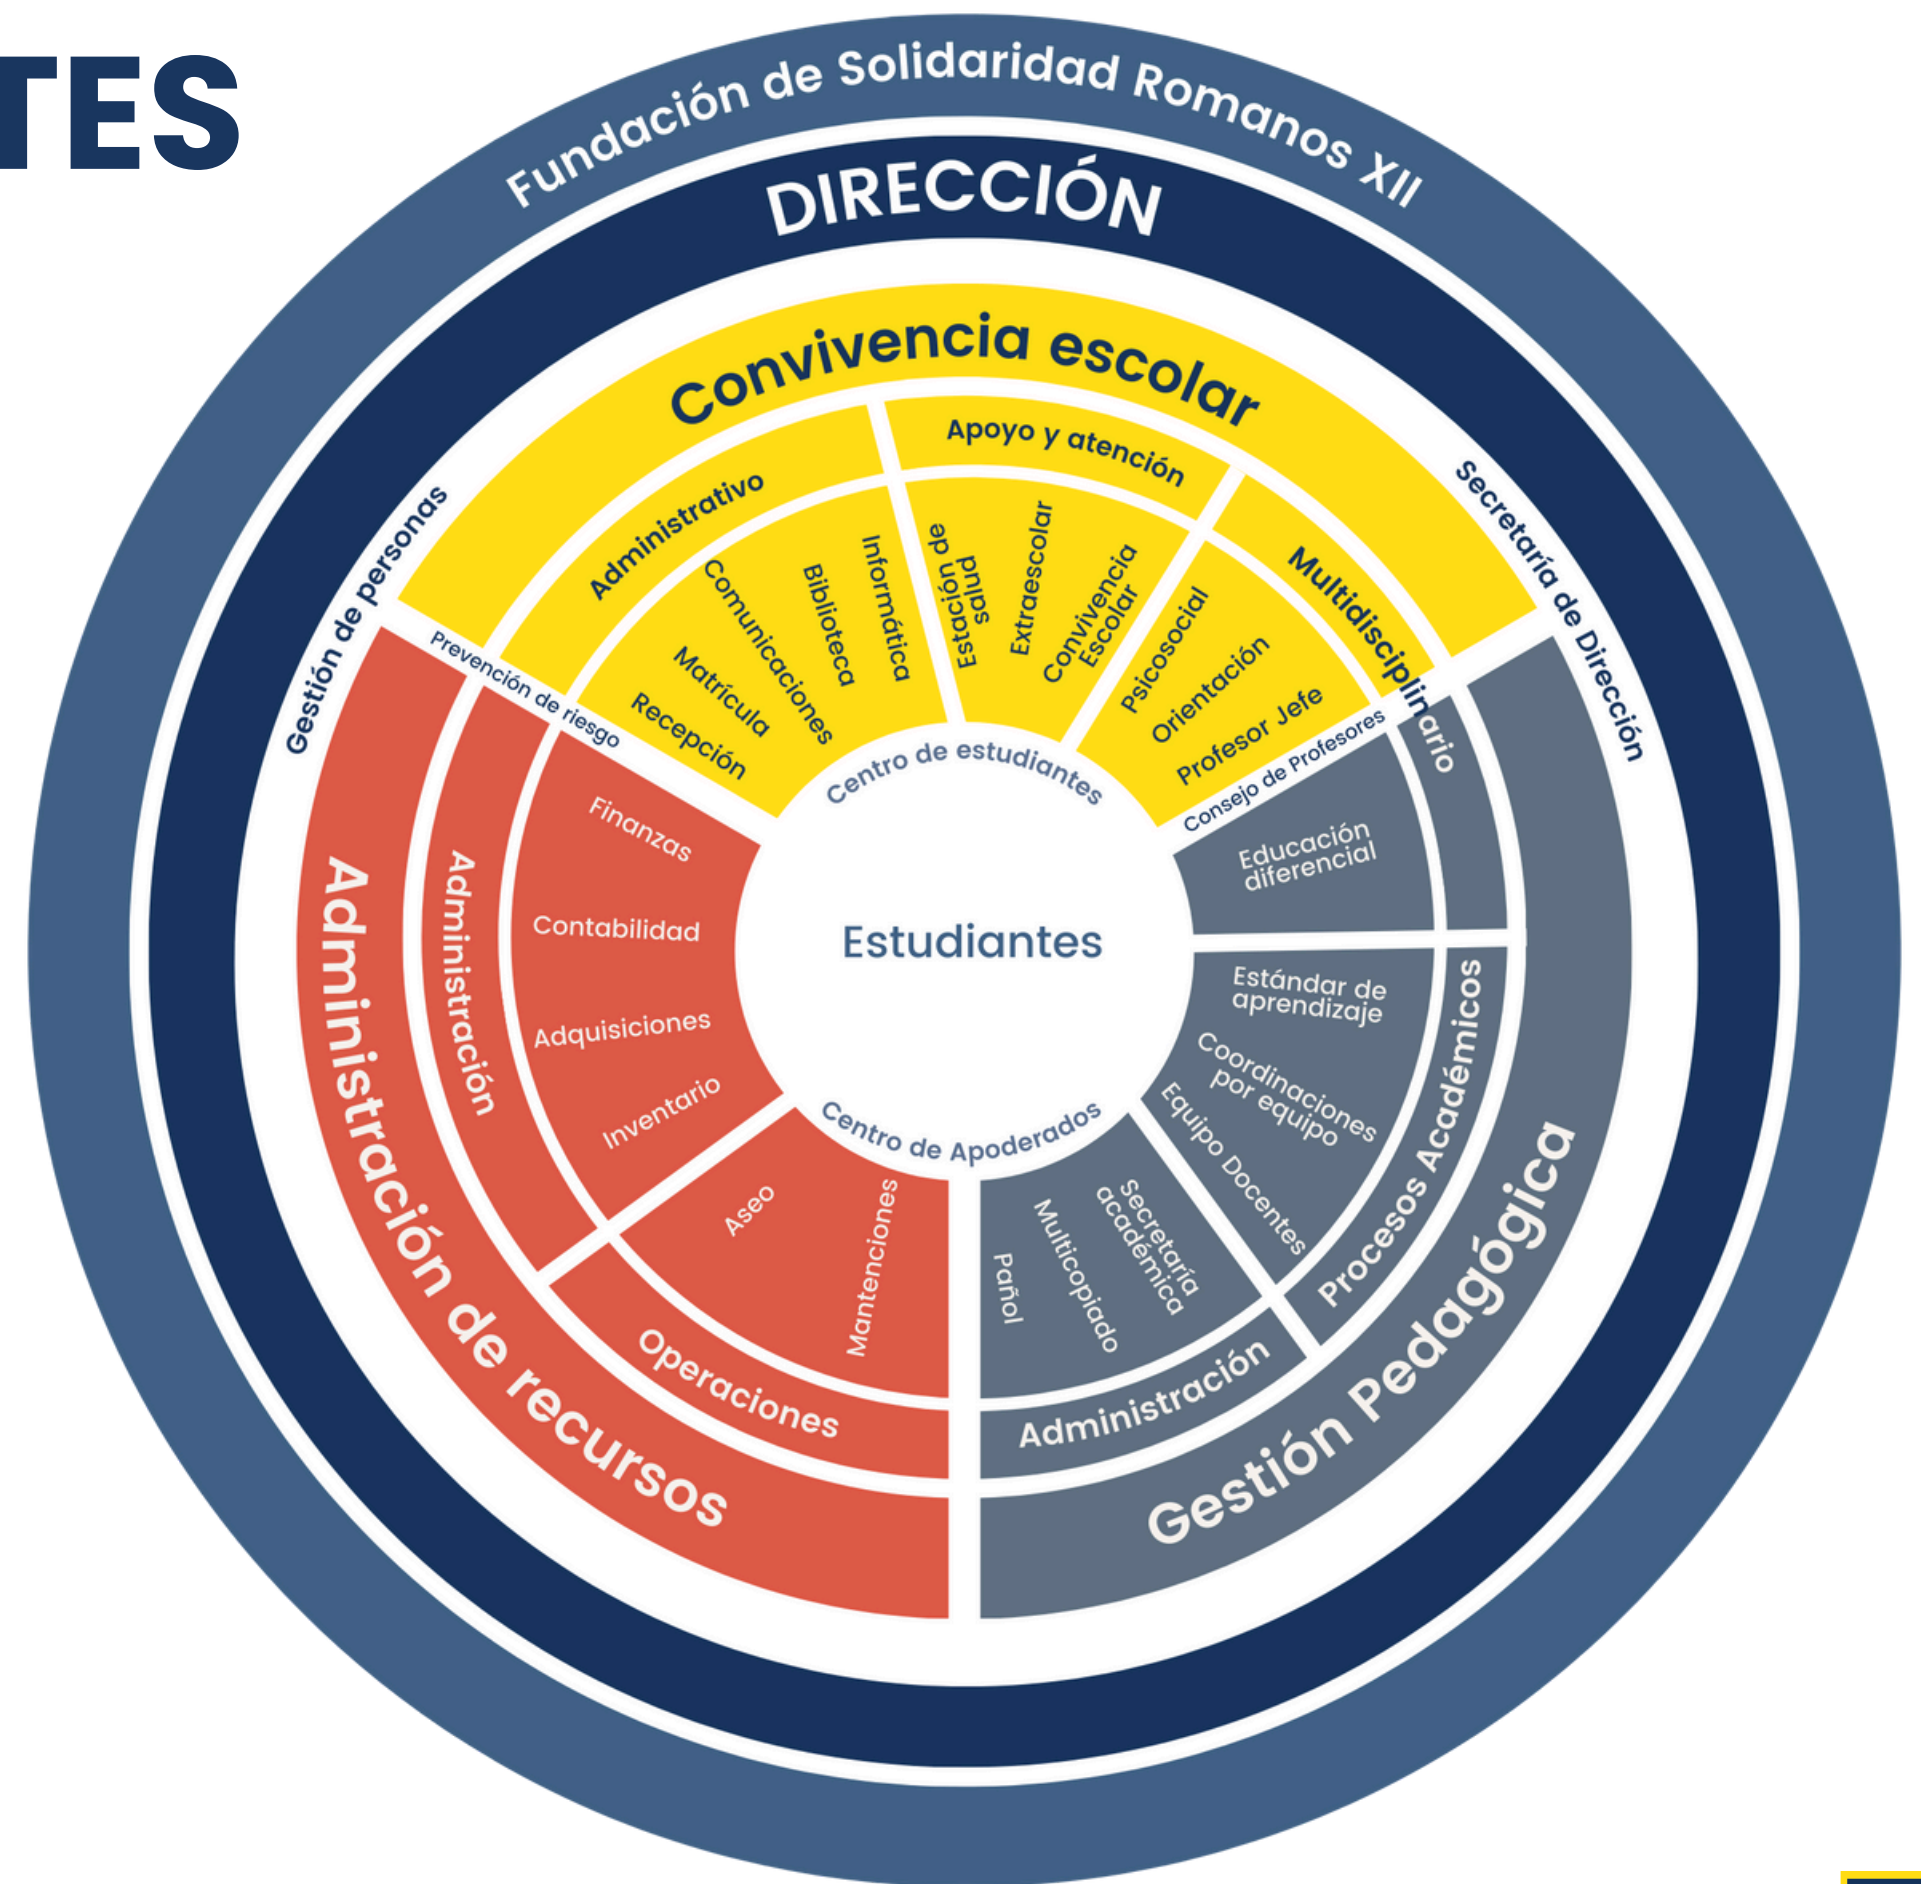 TES
Fundación de Solidaridad Romanos XII
DIRECCIÓN
Gestión de personas
Secretaría de Dirección
Convivencia escolar
Administrativo
Apoyo y atención
Multidisciplinario
Recepción
Matrícula
Comunicaciones
Biblioteca
Informática
Estación de
salud
Extraescolar
Convivencia
Escolar
Psicosocial
Orientación
Profesor Jefe
Prevención de riesgo
Consejo de Profesores
Centro de estudiantes
Estudiantes
Centro de Apoderados
Educación
diferencial
Estándar de
aprendizaje
Coordinaciones
por equipo
Equipo Docentes
Procesos Académicos
Gestión Pedagógica
secretaría
académica
Multicopiado
Pañol
Administración
Administración de recursos
Administración
Finanzas
Contabilidad
Adquisiciones
Inventario
Aseo
Mantenciones
Operaciones